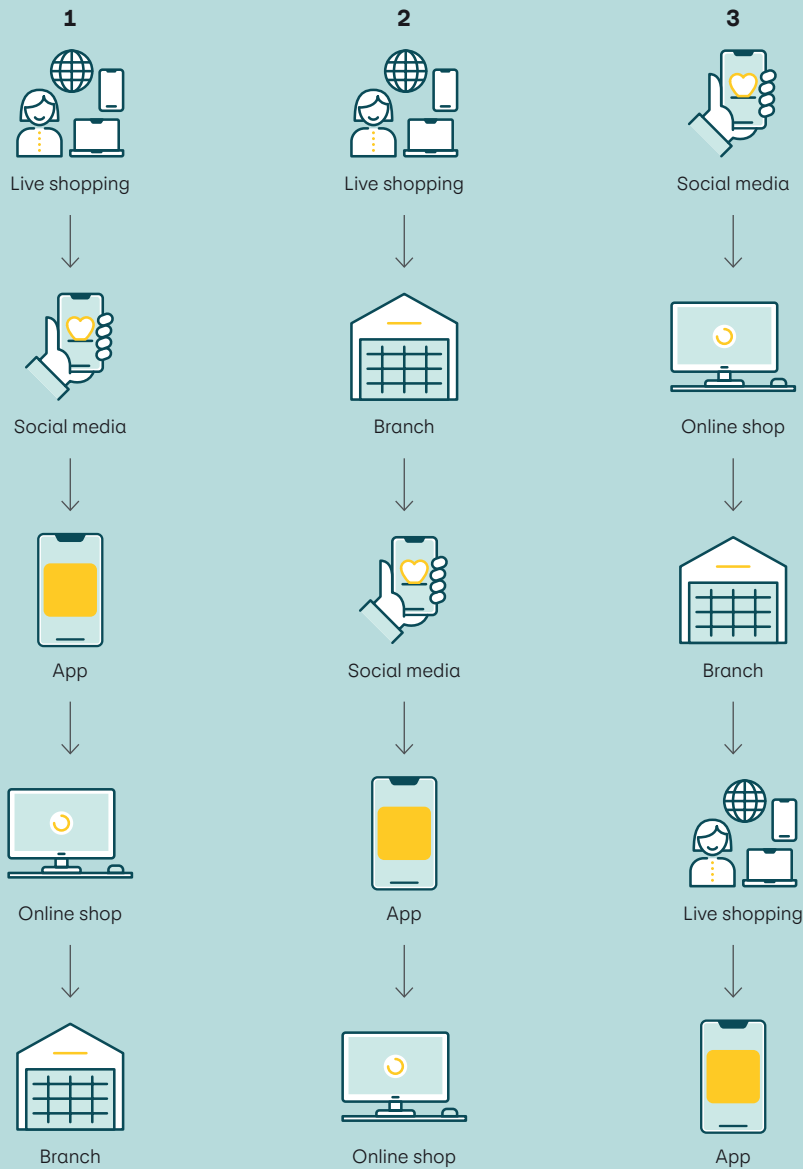 1
Live shopping
Social media
App
Online shop
Branch
2
Live shopping
Branch
Social media
App
Online shop
3
Social media
Online shop
Branch
Live shopping
App